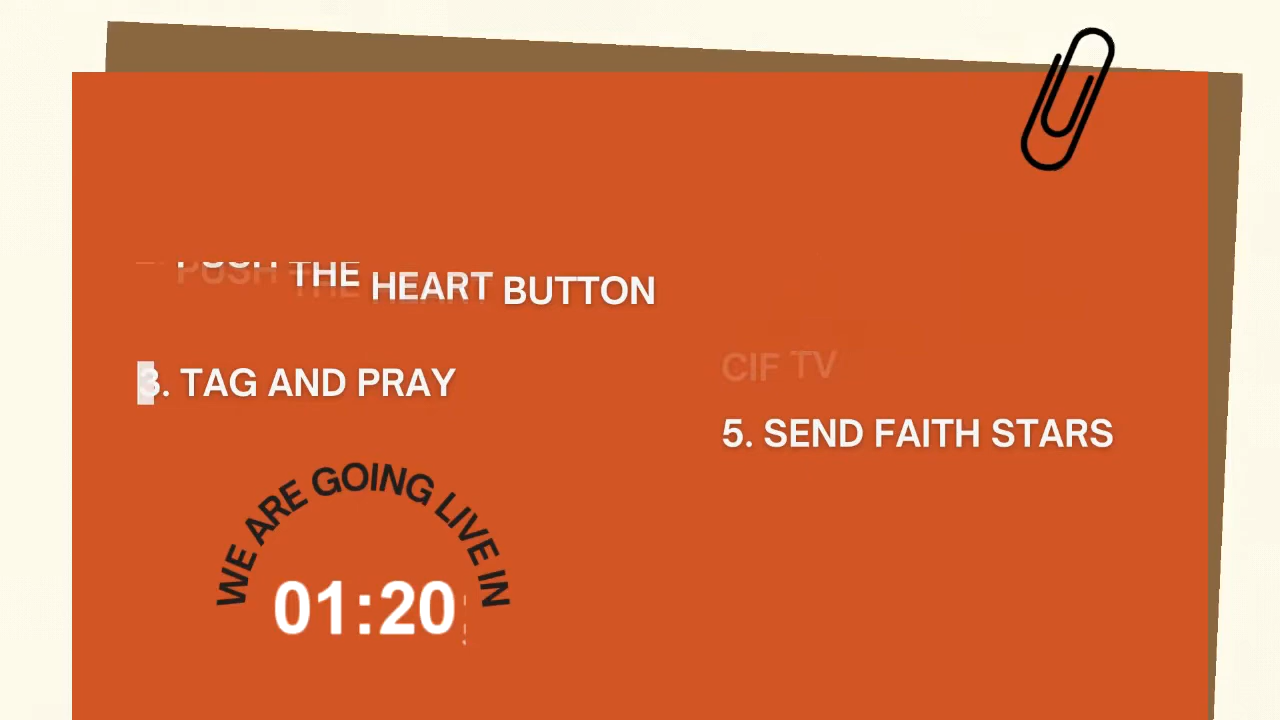 PUSH THE HEART BUTTON
3. TAG AND PRAY
CIF TV
5. SEND FAITH STARS
WE ARE GOING LIVE IN
01:20